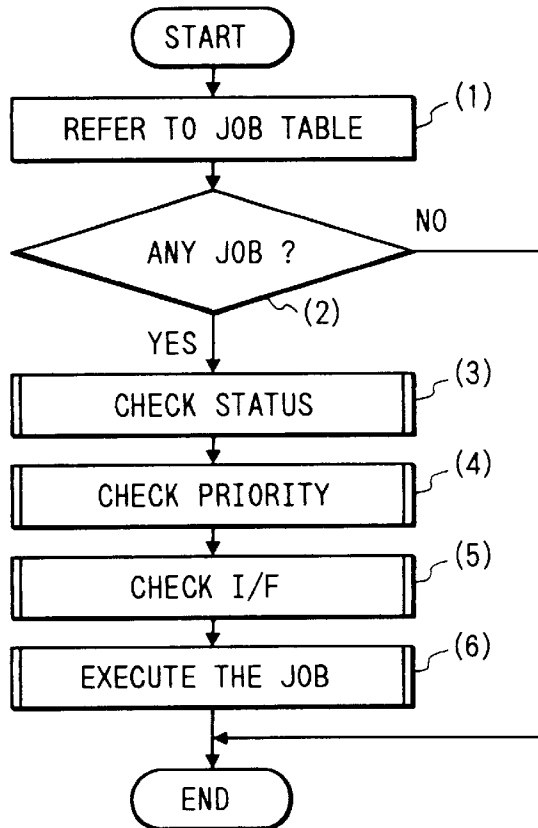 START
(1)
REFER TO JOB TABLE
NO
ANY JOB ?
(2)
YES
(3)
CHECK STATUS
(4)
CHECK PRIORITY
(5)
CHECK I/F
(6)
EXECUTE THE JOB
END